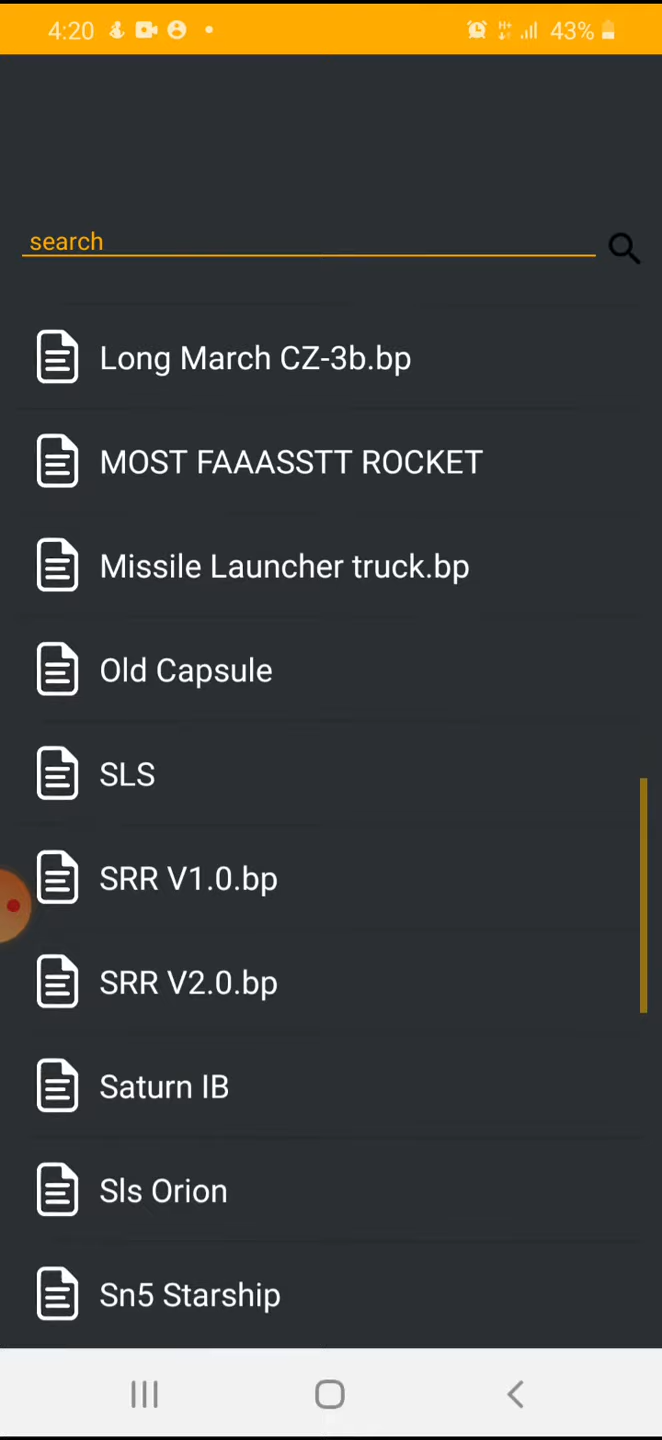 4:20 H+ 43%
search
Long March CZ-3b.bp
MOST FAAASSTT ROCKET
Missile Launcher truck.bp
Old Capsule
SLS
SRR V1.0.bp
SRR V2.0.bp
Saturn IB
Sls Orion
Sn5 Starship